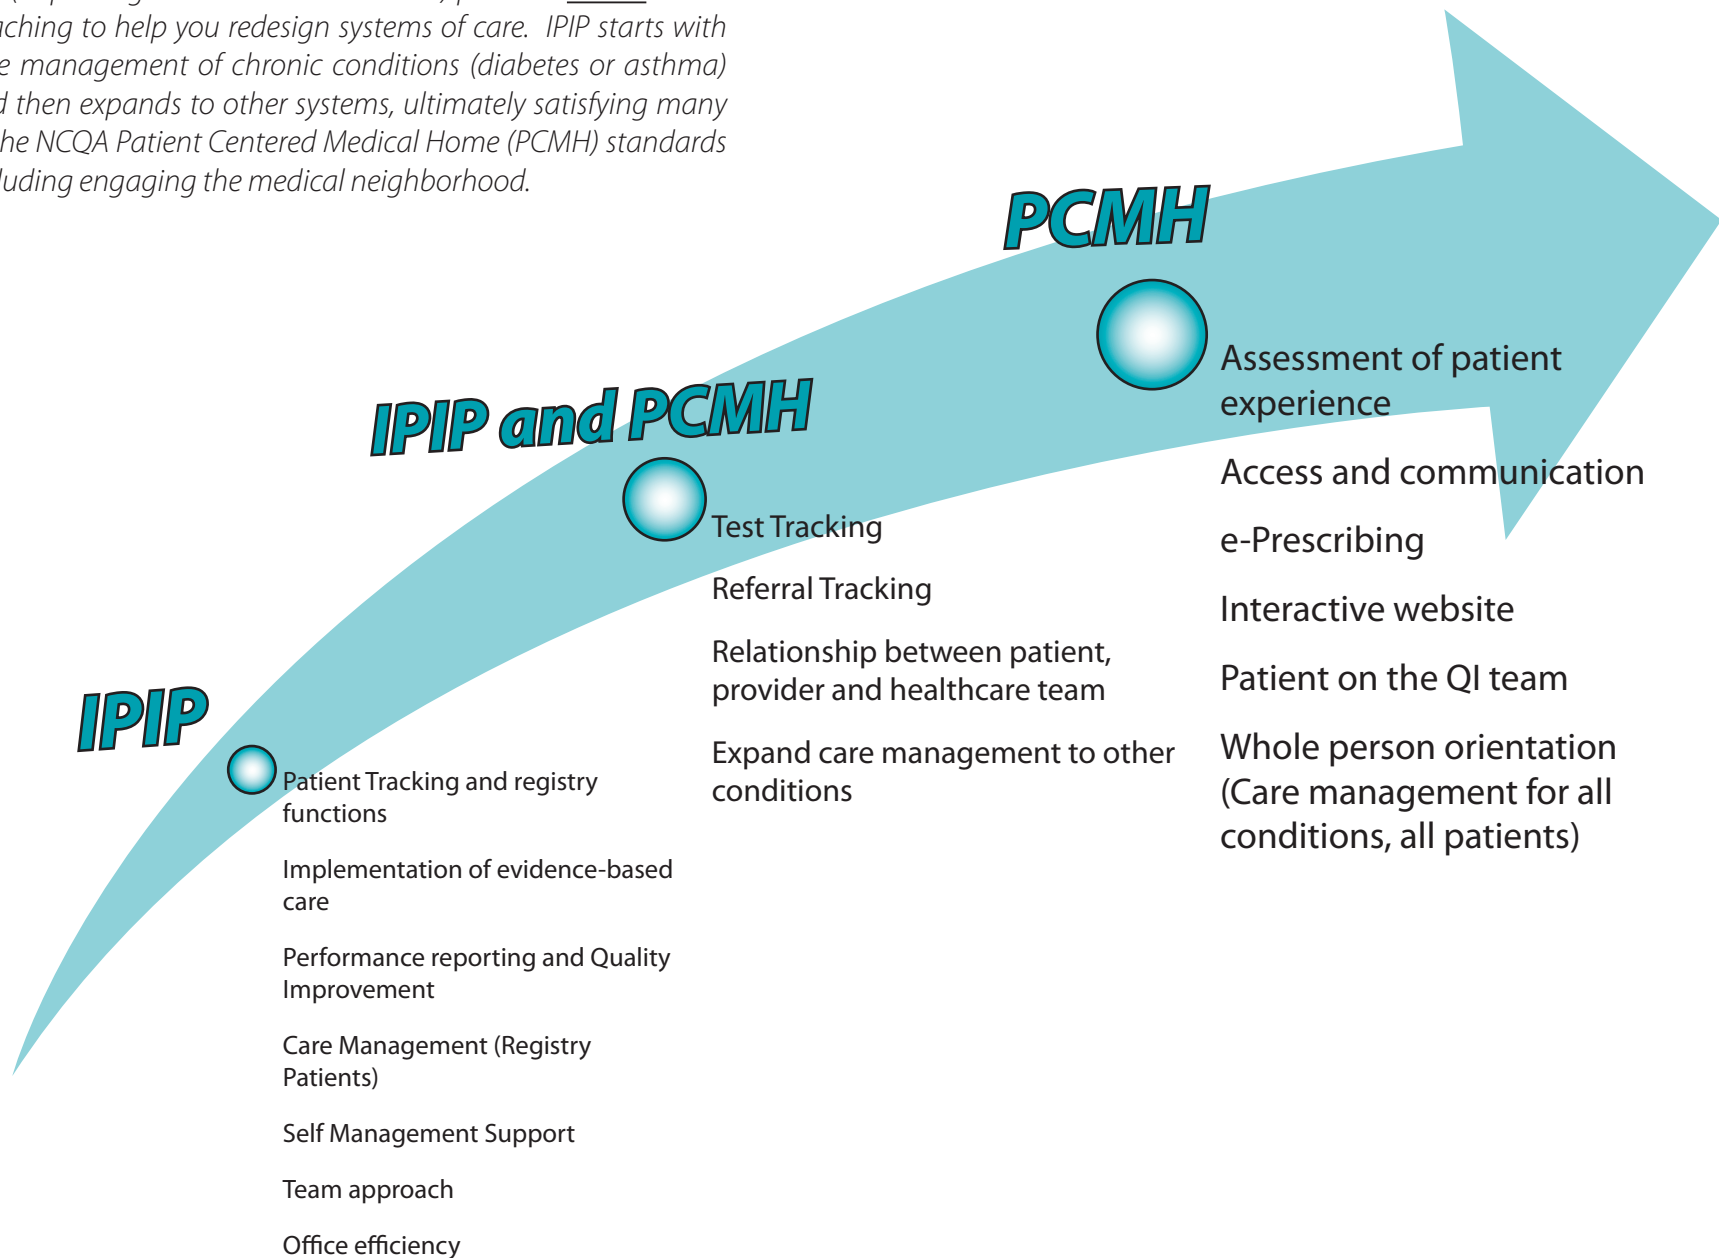 to help you redesign systems of care. IPIP starts with
management of chronic conditions (diabetes or asthma)
then expands to other systems, ultimately satisfying many
the NCQA Patient Centered Medical Home (PCMH) standards
engaging the medical neighborhood.
PCMH
Assessment of patient
experience
Access and communication
e-Prescribing
Interactive website
Patient on the QI team
Whole person orientation
(Care management for all
conditions, all patients)
IPIP and PCMH
Test Tracking
Referral Tracking
Relationship between patient,
provider and healthcare team
Expand care management to other
conditions
IPIP
Patient Tracking and registry
functions
Implementation of evidence-based
care
Performance reporting and Quality
Improvement
Care Management (Registry
Patients)
Self Management Support
Team approach
Office efficiency